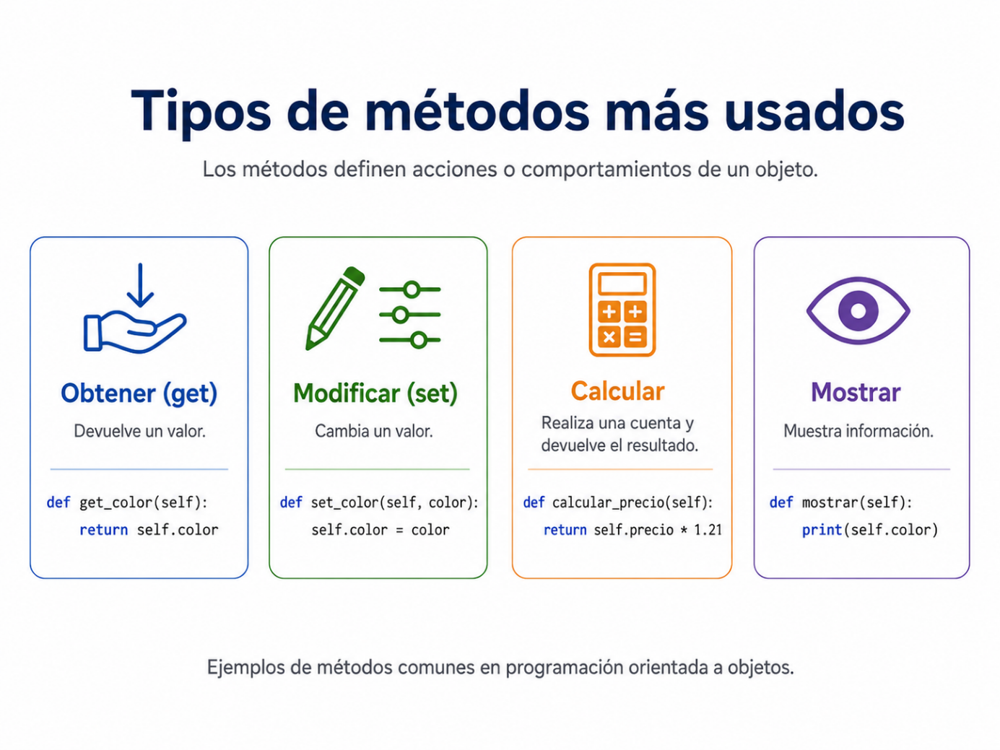 Tipos de métodos más usados
Los métodos definen acciones o comportamientos de un objeto.
Obtener (get)
Devuelve un valor.
def get_color(self):
    return self.color
Modificar (set)
Cambia un valor.
def set_color(self, color):
    self.color = color
Calcular
Realiza una cuenta y
devuelve el resultado.
def calcular_precio(self):
    return self.precio * 1.21
Mostrar
Muestra información.
def mostrar(self):
    print(self.color)
Ejemplos de métodos comunes en programación orientada a objetos.